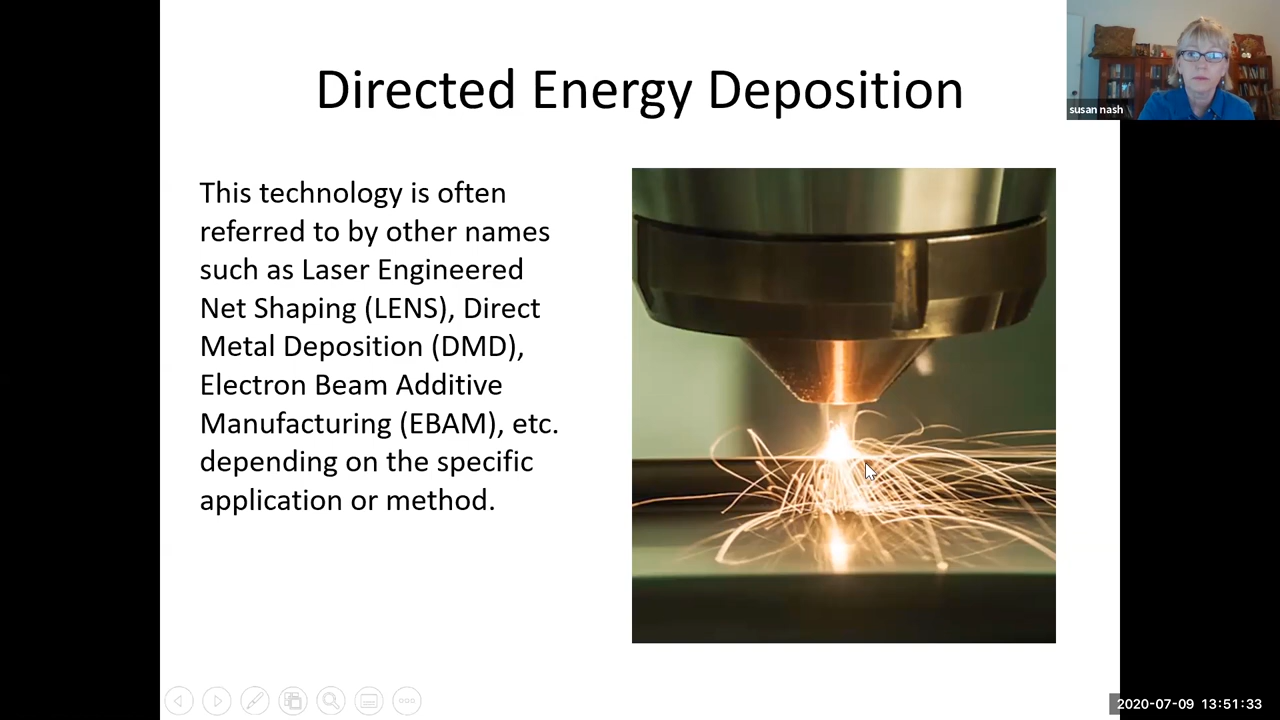 Directed Energy Deposition
susan nash
This technology is often
referred to by other names
such as Laser Engineered
Net Shaping (LENS), Direct
Metal Deposition (DMD),
Electron Beam Additive
Manufacturing (EBAM), etc.
depending on the specific
application or method.
2020-07-09 13:51:33